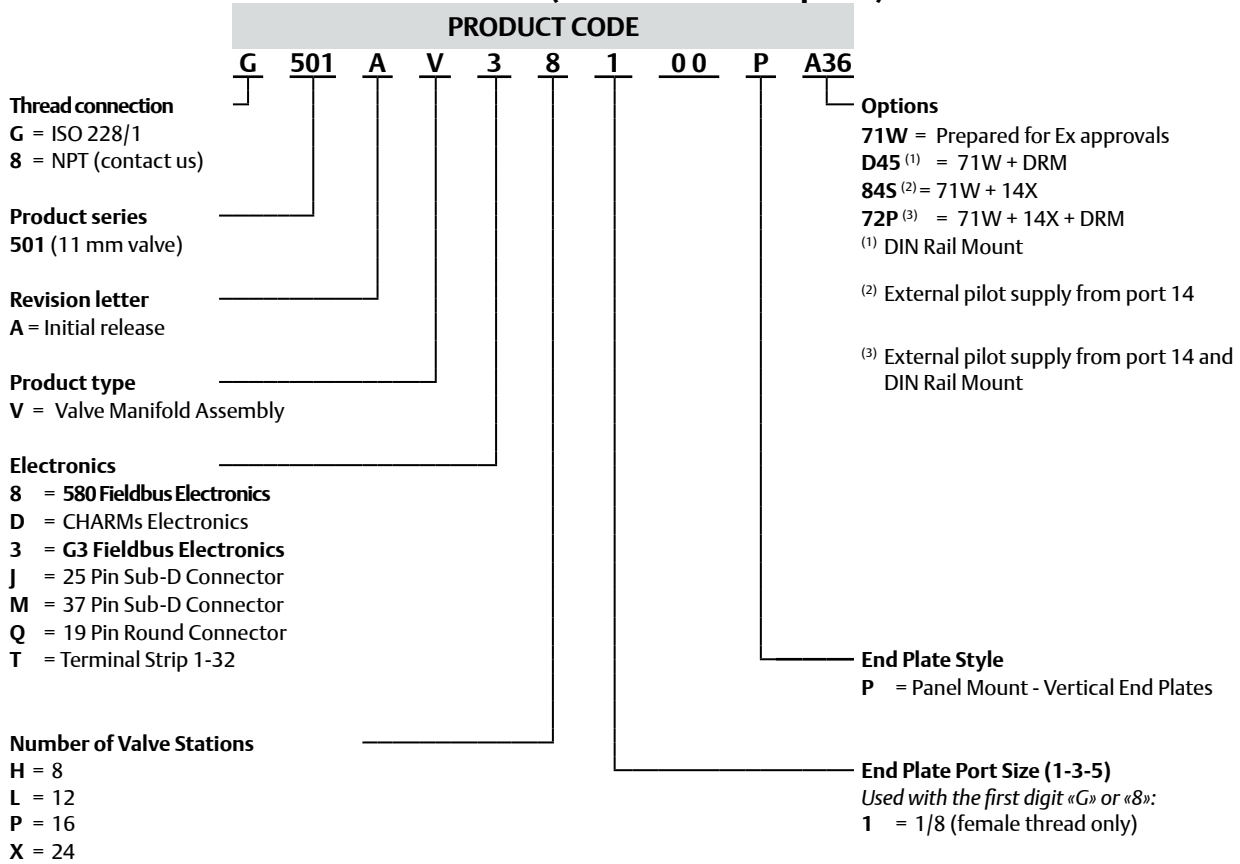 PRODUCT CODE
G 501 A V 3 8 1 0 0 P A36
Thread connection
G = ISO 228/1
8 = NPT (contact us)
Product series
501 (11 mm valve)
Revision letter
A = Initial release
Product type
V = Valve Manifold Assembly
Electronics
8 = 580 Fieldbus Electronics
D = CHARMs Electronics
3 = G3 Fieldbus Electronics
J = 25 Pin Sub-D Connector
M = 37 Pin Sub-D Connector
Q = 19 Pin Round Connector
T = Terminal Strip 1-32
Number of Valve Stations
H = 8
L = 12
P = 16
X = 24
Options
71W = Prepared for Ex approvals
D45 (1) = 71W + DRM
84S (2) = 71W + 14X
72P (3) = 71W + 14X + DRM
(1) DIN Rail Mount
(2) External pilot supply from port 14
(3) External pilot supply from port 14 and
DIN Rail Mount
End Plate Style
P = Panel Mount - Vertical End Plates
End Plate Port Size (1-3-5)
Used with the first digit «G» or «8»:
1 = 1/8 (female thread only)